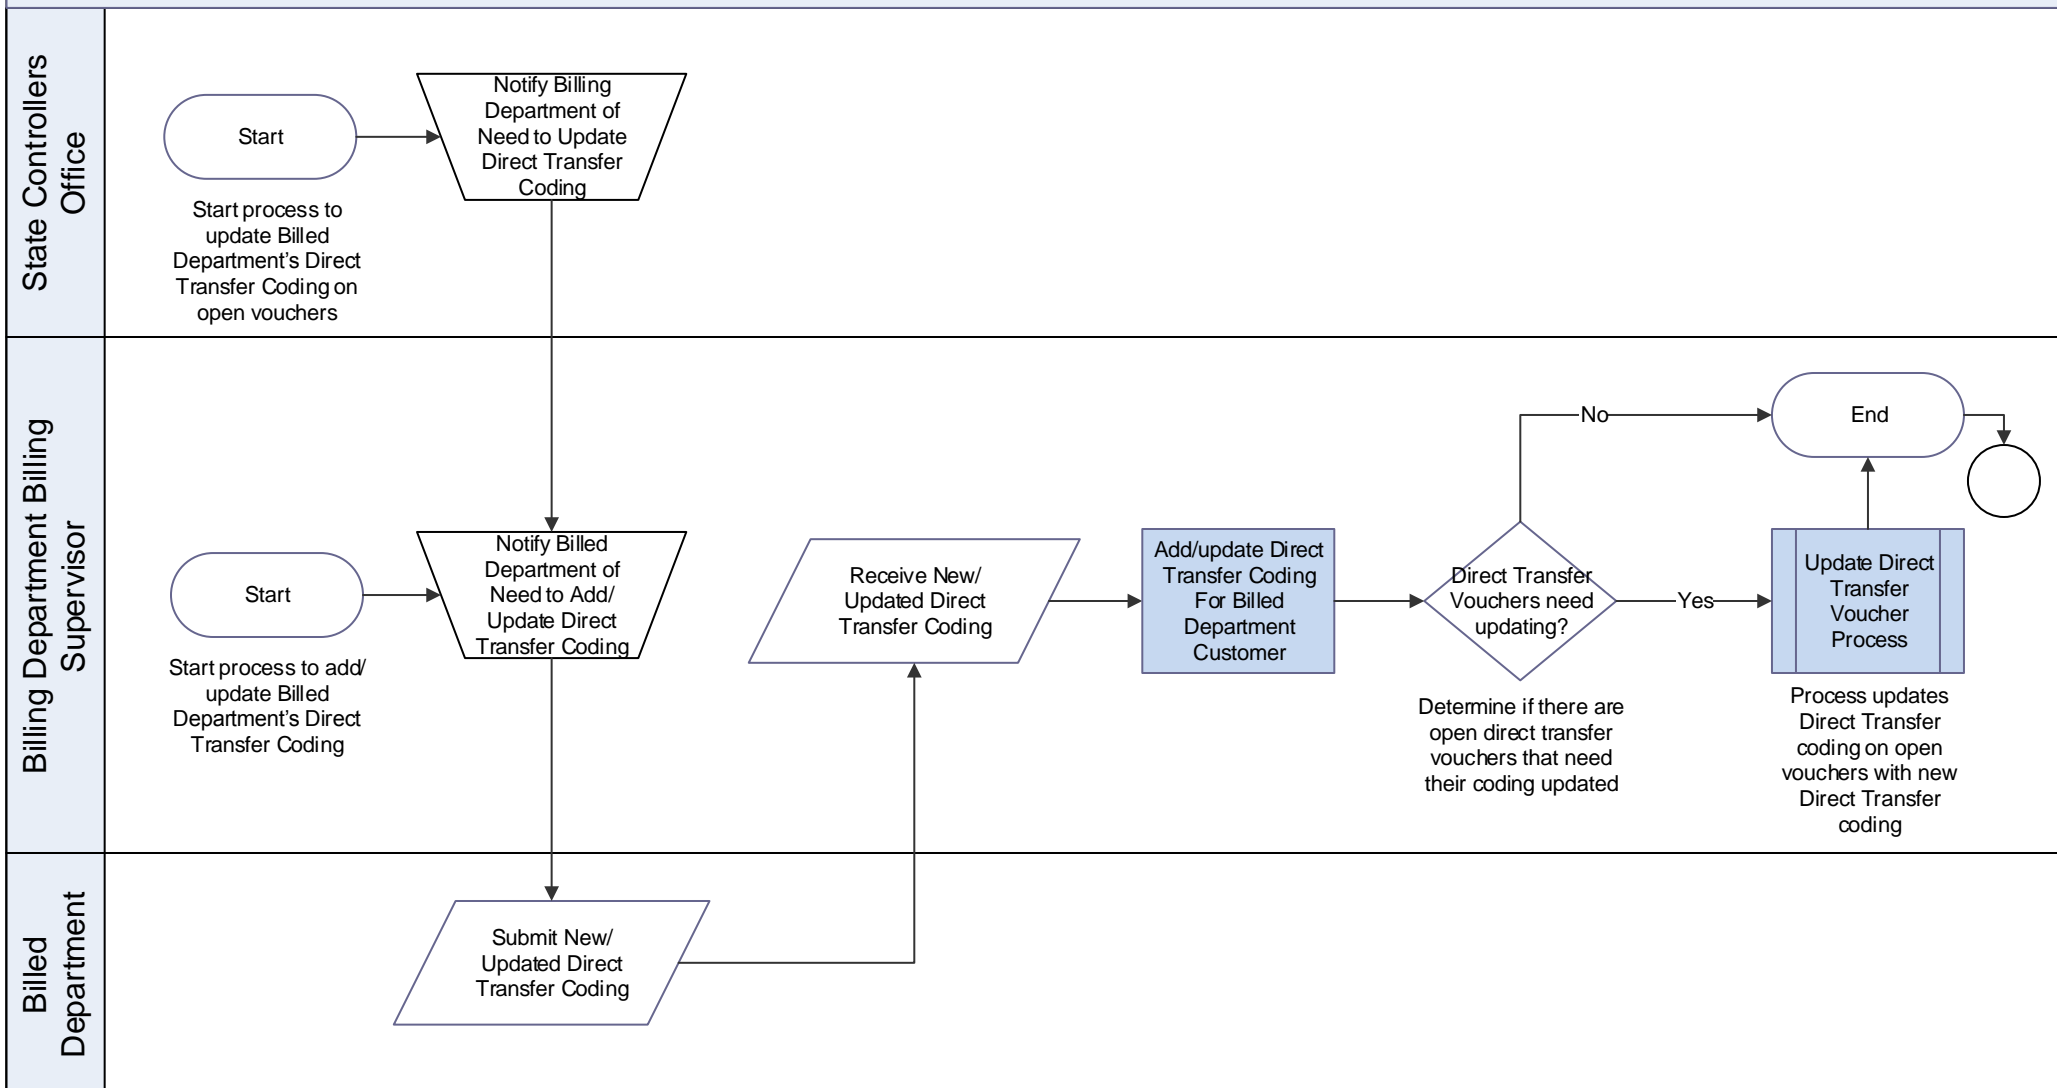 State Controllers
Office
Start
Start process to
update Billed
Department's Direct
Transfer Coding on
open vouchers
Notify Billing
Department of
Need to Update
Direct Transfer
Coding
Billing Department Billing
Supervisor
Start
Start process to add/
update Billed
Department's Direct
Transfer Coding
Notify Billed
Department of
Need to Add/
Update Direct
Transfer Coding
Receive New/
Updated Direct
Transfer Coding
Add/update Direct
Transfer Coding
For Billed
Department
Customer
Direct Transfer
Vouchers need
updating?
Determine if there are
open direct transfer
vouchers that need
their coding updated
No
Yes
End
Update Direct
Transfer
Voucher
Process
Process updates
Direct Transfer
coding on open
vouchers with new
Direct Transfer
coding
Billed
Department
Submit New/
Updated Direct
Transfer Coding